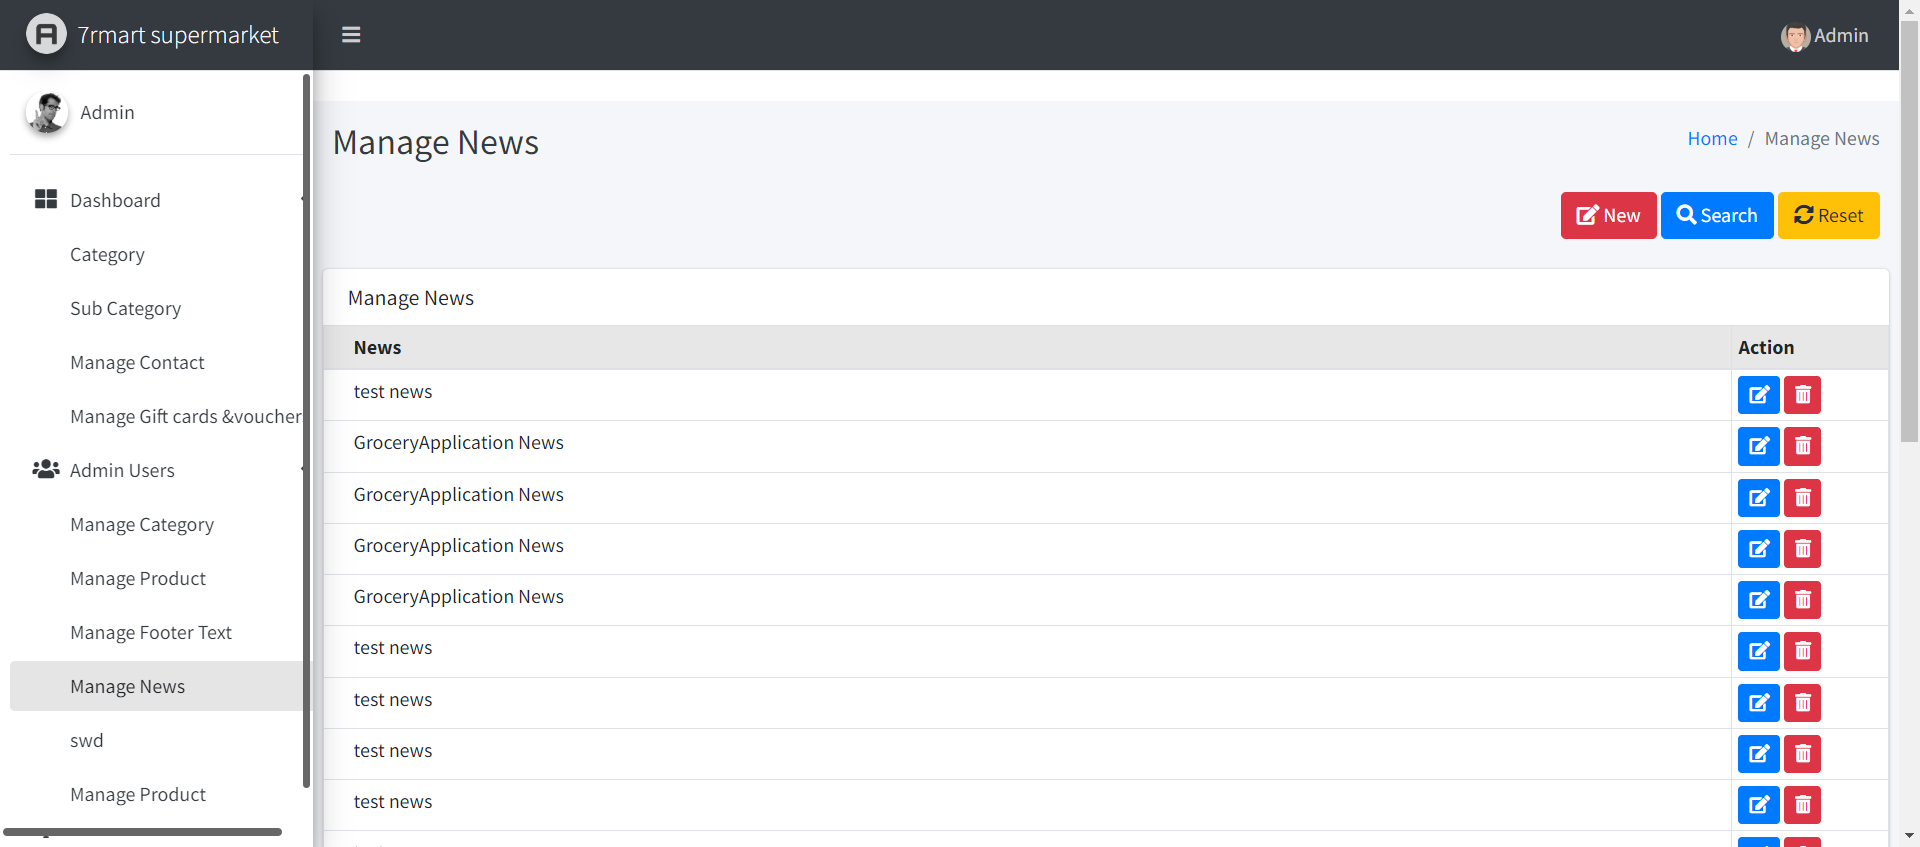 7rmart supermarket
Admin
Admin
Dashboard
Category
Sub Category
Manage Contact
Manage Gift cards &voucher
Admin Users
Manage Category
Manage Product
Manage Footer Text
Manage News
swd
Manage Product
Manage News
Home / Manage News
New
Search
Reset
Manage News
News Action
test news
GroceryApplication News
GroceryApplication News
GroceryApplication News
GroceryApplication News
test news
test news
test news
test news